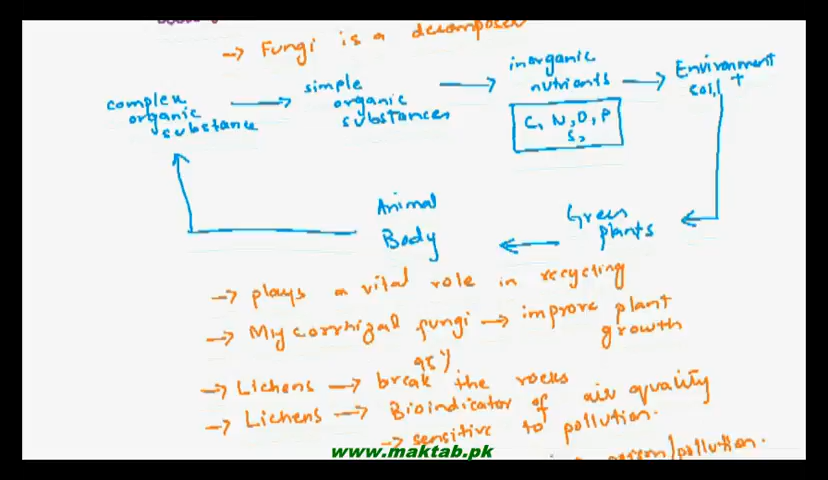 → Fungi is a decomposer
complex organic substance → simple organic substances → inorganic nutrients → Environment soil +
C, N, O, P
S,
Animal Body ← Green plants ←
→ plays a vital role in recycling
→ Mycorrhizal fungi → improve plant growth
95%
→ Lichens → break the rocks
→ Lichens → Bioindicator of air quality
→ sensitive to pollution.
/pollution.
www.maktab.pk